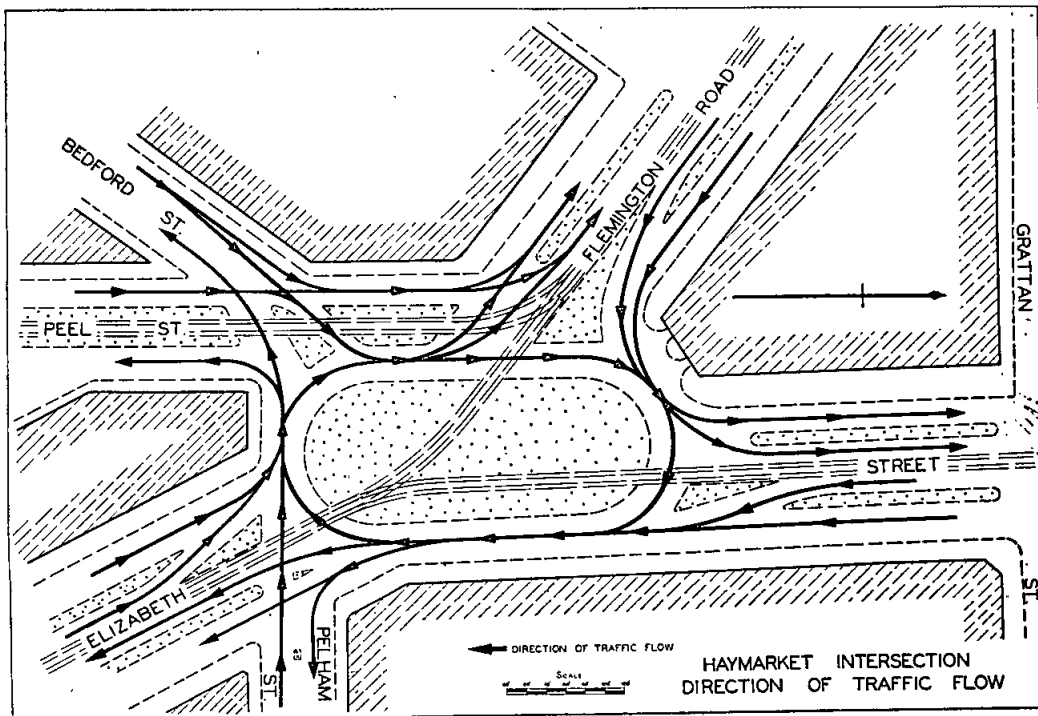 BEDFORD
ST.
FLEMINGTON ROAD
GRATTAN
ST.
PEEL ST.
STREET
ELIZABETH
PELHAM
ST.
DIRECTION OF TRAFFIC FLOW
SCALE
HAYMARKET INTERSECTION
DIRECTION OF TRAFFIC FLOW